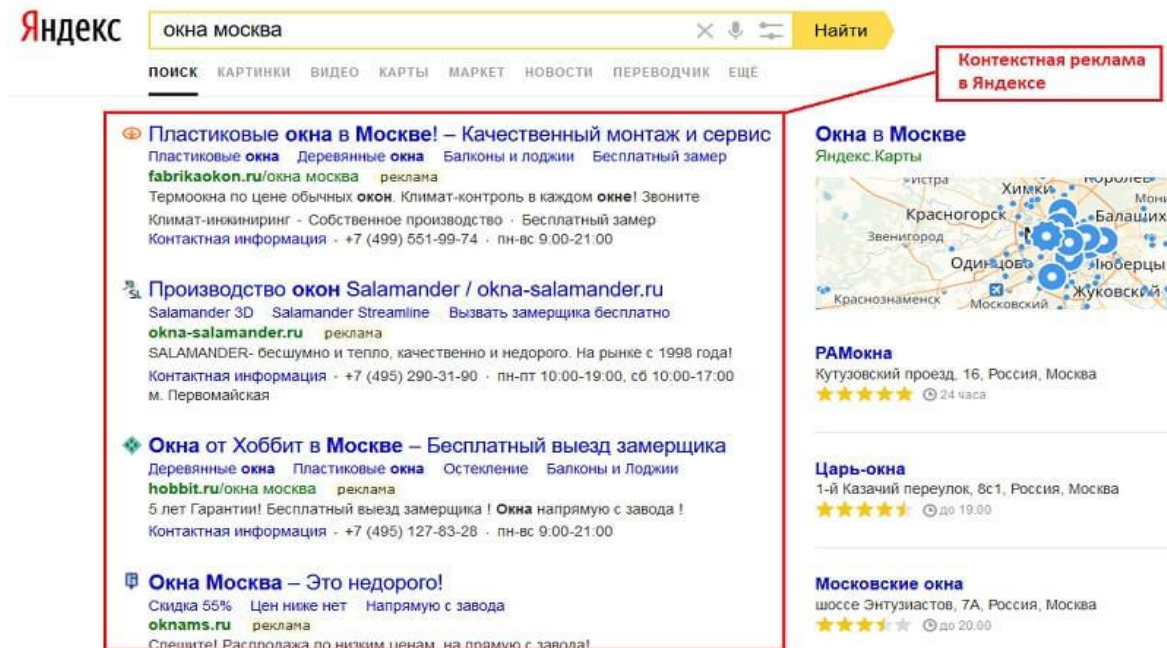 Яндекс
окна москва
Найти
ПОИСК КАРТИНКИ ВИДЕО КАРТЫ МАРКЕТ НОВОСТИ ПЕРЕВОДЧИК ЕЩЁ
Контекстная реклама
в Яндексе
Пластиковые окна в Москве! – Качественный монтаж и сервис
Пластиковые окна Деревянные окна Балконы и лоджии Бесплатный замер
fabrikaokon.ru/окна москва реклама
Термоокна по цене обычных окон. Климат-контроль в каждом окне! Звоните
Климат-инжиниринг - Собственное производство · Бесплатный замер
Контактная информация · +7 (499) 551-99-74 · пн-вс 9:00-21:00
Производство окон Salamander / okna-salamander.ru
Salamander 3D Salamander Streamline Вызвать замерщика бесплатно
okna-salamander.ru реклама
SALAMANDER- бесшумно и тепло, качественно и недорого. На рынке с 1998 года!
Контактная информация · +7 (495) 290-31-90 · пн-пт 10:00-19:00, сб 10:00-17:00
м. Первомайская
Окна от Хоббит в Москве – Бесплатный выезд замерщика
Деревянные окна Пластиковые окна Остекление Балконы и Лоджии
hobbit.ru/окна москва реклама
5 лет Гарантии! Бесплатный выезд замерщика ! Окна напрямую с завода !
Контактная информация · +7 (495) 127-83-28 · пн-вс 9:00-21:00
Окна Москва – Это недорого!
Скидка 55% Цен ниже нет Напрямую с завода
oknams.ru реклама
Спешите! Распродажа по низким ценам, на прямую с завода!
Окна в Москве
Яндекс.Карты
Истра
Химки
Королев
Красногорск
Балаших
Звенигород
Одинцово
Люберцы
Краснознаменск
Московский
Жуковский
РАМокна
Кутузовский проезд, 16, Россия, Москва
24 часа
Царь-окна
1-й Казачий переулок, 8с1, Россия, Москва
до 19:00
Московские окна
шоссе Энтузиастов, 7А, Россия, Москва
до 20:00